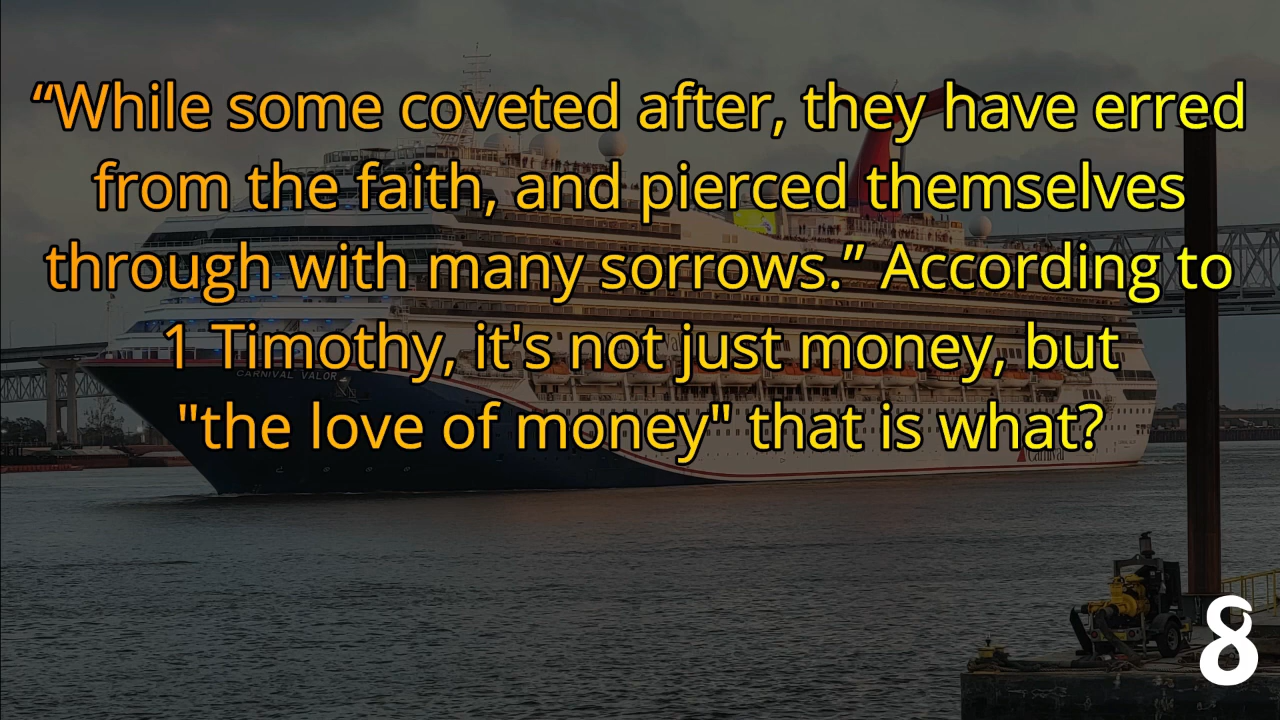 “While some coveted after, they have erred
from the faith, and pierced themselves
through with many sorrows.” According to
1 Timothy, it's not just money, but
"the love of money" that is what?
CARNIVAL VALOR
Carnival
8